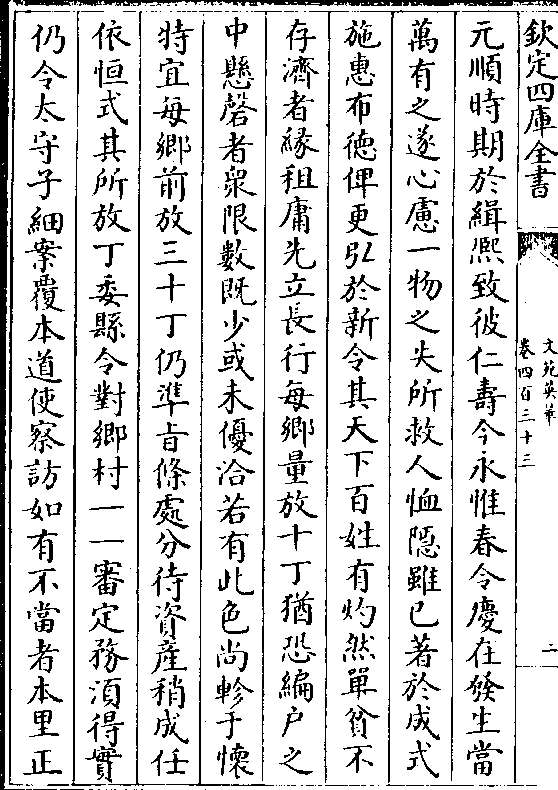 欽定四庫全書
文苑英華
卷四百三十三
二
元順時期於緝熙致彼仁壽今永惟春令慶在發生當
萬有之遂心慮一物之失所救人恤隱雖已著於成式
施惠布德俾更弘於新令其天下百姓有灼然單貧不
存濟者緣租庸先立長行每鄉量放十丁猶恐編户之
中懸磬者衆限數既少或未優洽若有此色尚軫于懷
特宜每鄉前放三十丁仍準旨條處分待資産稍成任
依恒式其所放丁委縣令對鄉村一一審定務須得實
仍令太守子細案覆本道使察訪如有不當者本里正